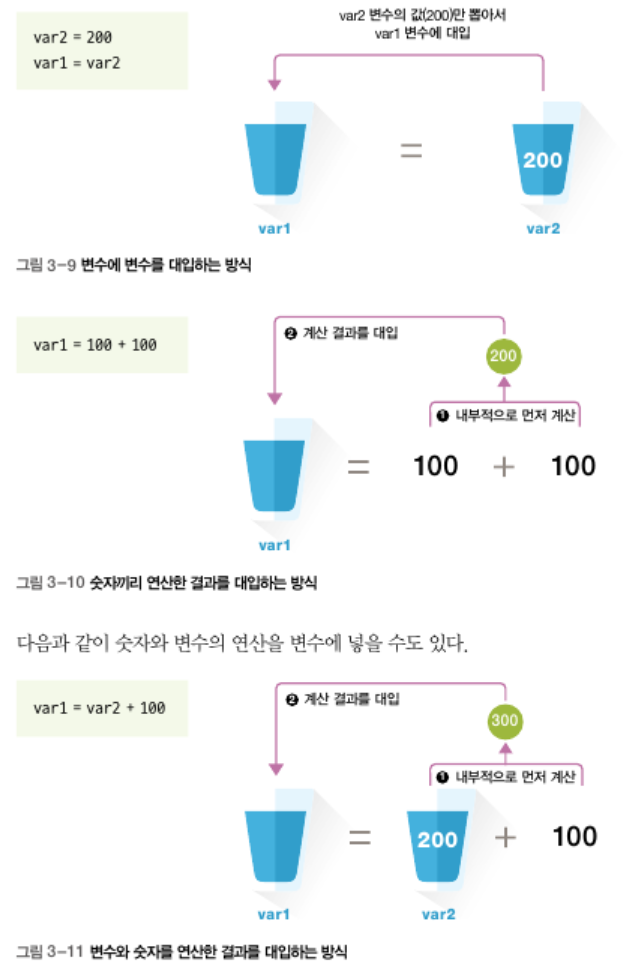 var2 변수의 값(200)만 뽑아서
var1 변수에 대입
var2 = 200
var1 = var2
=
200
var1
var2
그림 3-9 변수에 변수를 대입하는 방식
var1 = 100 + 100
❷ 계산 결과를 대입
200
❶ 내부적으로 먼저 계산
= 100 + 100
var1
그림 3-10 숫자끼리 연산한 결과를 대입하는 방식
다음과 같이 숫자와 변수의 연산을 변수에 넣을 수도 있다.
var1 = var2 + 100
❷ 계산 결과를 대입
300
❶ 내부적으로 먼저 계산
= 200 + 100
var1
var2
그림 3-11 변수와 숫자를 연산한 결과를 대입하는 방식